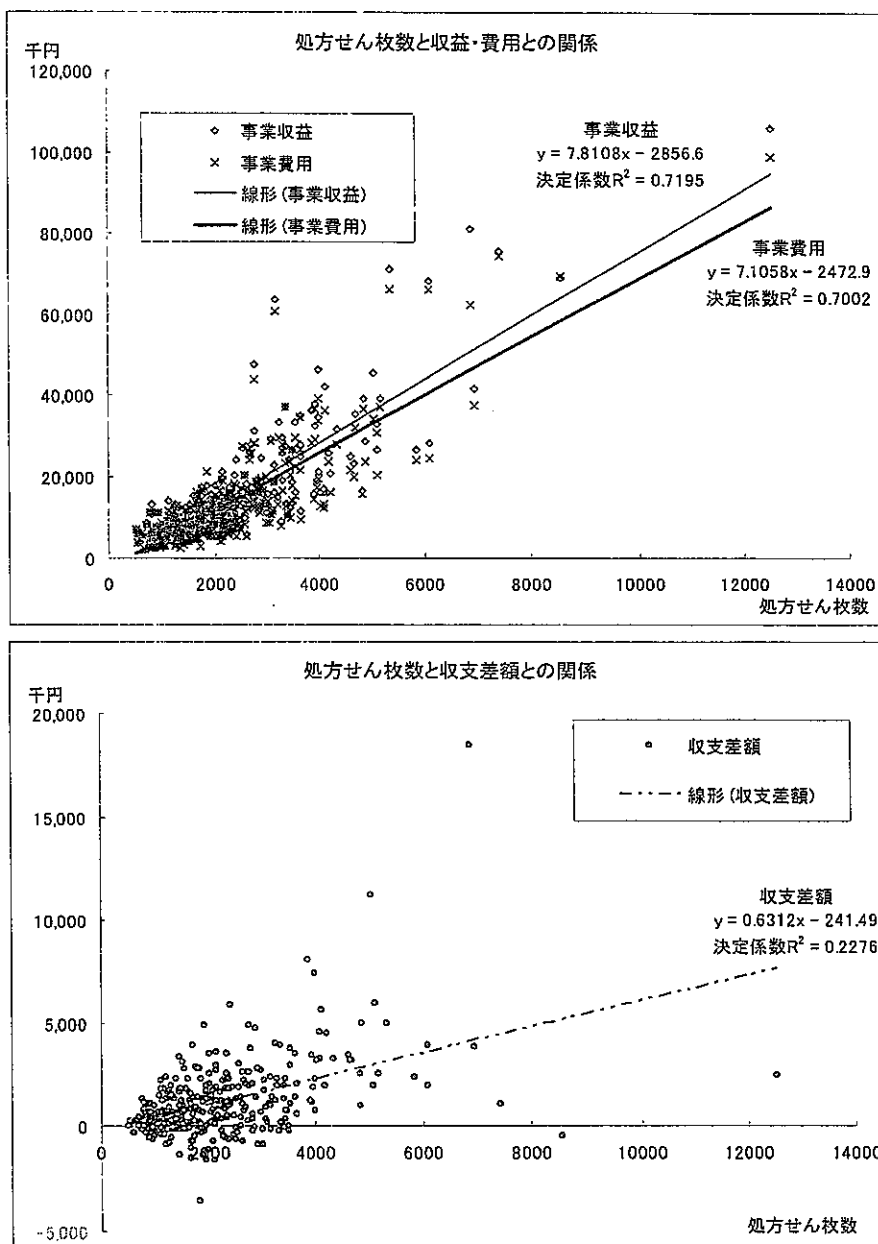 処方せん枚数と収益・費用との関係
千円
120,000
100,000
80,000
60,000
40,000
20,000
0
事業収益
事業費用
線形(事業収益)
線形(事業費用)
事業収益
y = 7.8108x − 2856.6
決定係数R² = 0.7195
事業費用
y = 7.1058x − 2472.9
決定係数R² = 0.7002
0 2000 4000 6000 8000 10000 12000 14000
処方せん枚数
処方せん枚数と収支差額との関係
千円
20,000
15,000
10,000
5,000
0
-5,000
収支差額
線形(収支差額)
収支差額
y = 0.6312x − 241.49
決定係数R² = 0.2276
0 2000 4000 6000 8000 10000 12000 14000
処方せん枚数